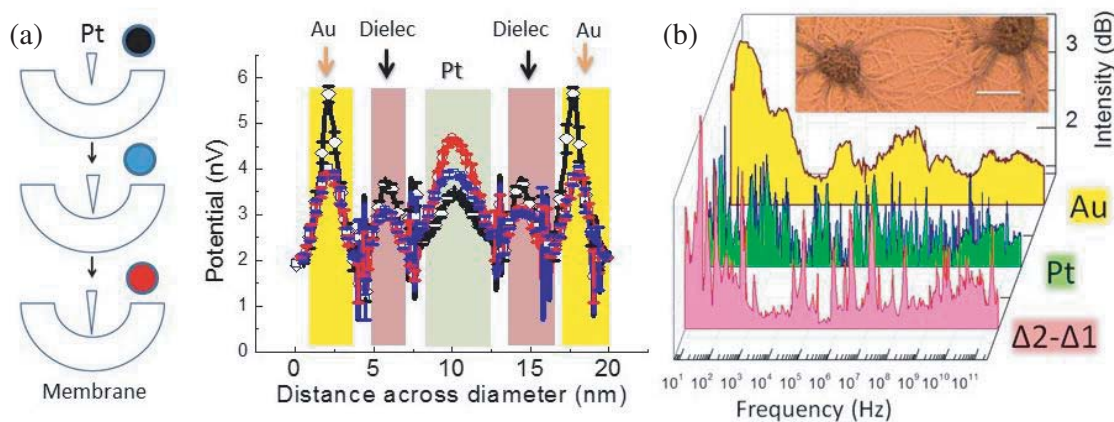 (a)
Pt
Membrane
Au
Dielec
Dielec
Au
Pt
Potential (nV)
6
5
4
3
2
1
0
0
5
10
15
20
Distance across diameter (nm)
(b)
3
2
Intensity (dB)
Au
Pt
Δ2-Δ1
10¹ 10² 10³ 10⁴ 10⁵ 10⁶ 10⁷ 10⁸ 10⁹ 10¹⁰ 10¹¹
Frequency (Hz)